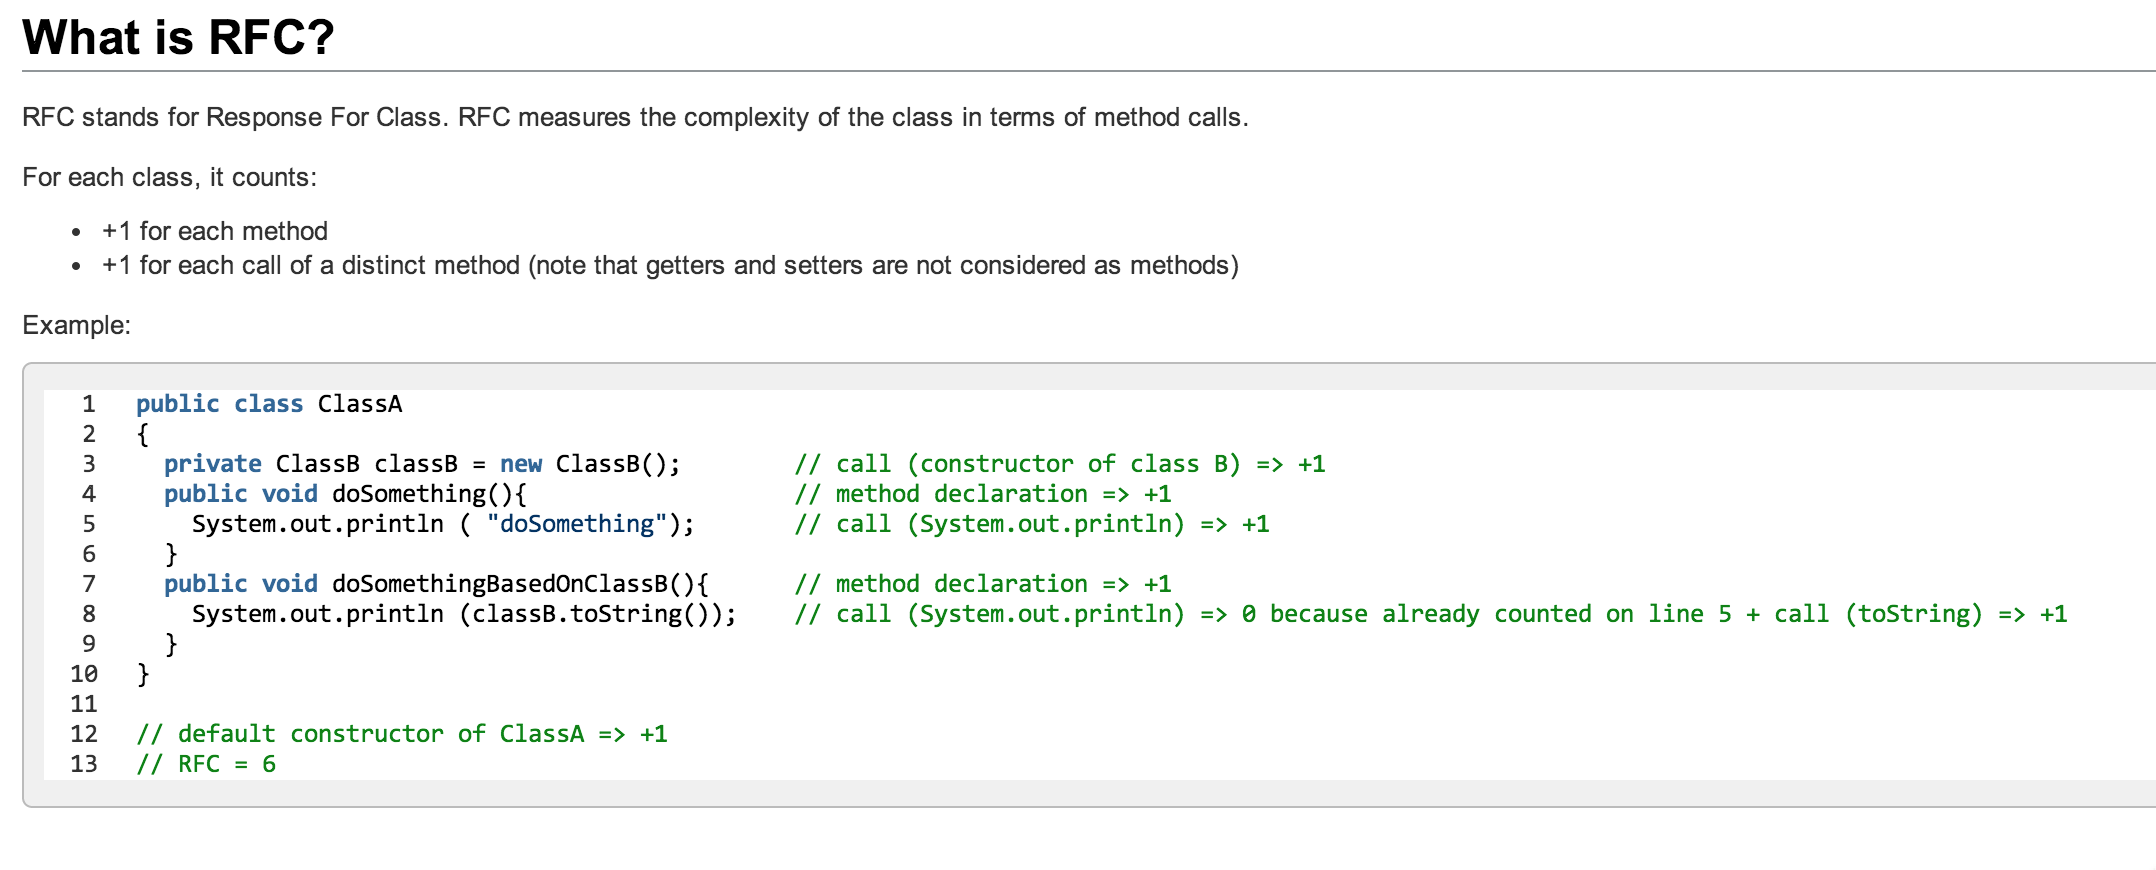 What is RFC?
RFC stands for Response For Class. RFC measures the complexity of the class in terms of method calls.
For each class, it counts:
• +1 for each method
• +1 for each call of a distinct method (note that getters and setters are not considered as methods)
Example:
1 public class ClassA
2 {
3   private ClassB classB = new ClassB();        // call (constructor of class B) => +1
4   public void doSomething(){                   // method declaration => +1
5     System.out.println ( "doSomething");       // call (System.out.println) => +1
6   }
7   public void doSomethingBasedOnClassB(){      // method declaration => +1
8     System.out.println (classB.toString());    // call (System.out.println) => 0 because already counted on line 5 + call (toString) => +1
9   }
10 }
11
12 // default constructor of ClassA => +1
13 // RFC = 6